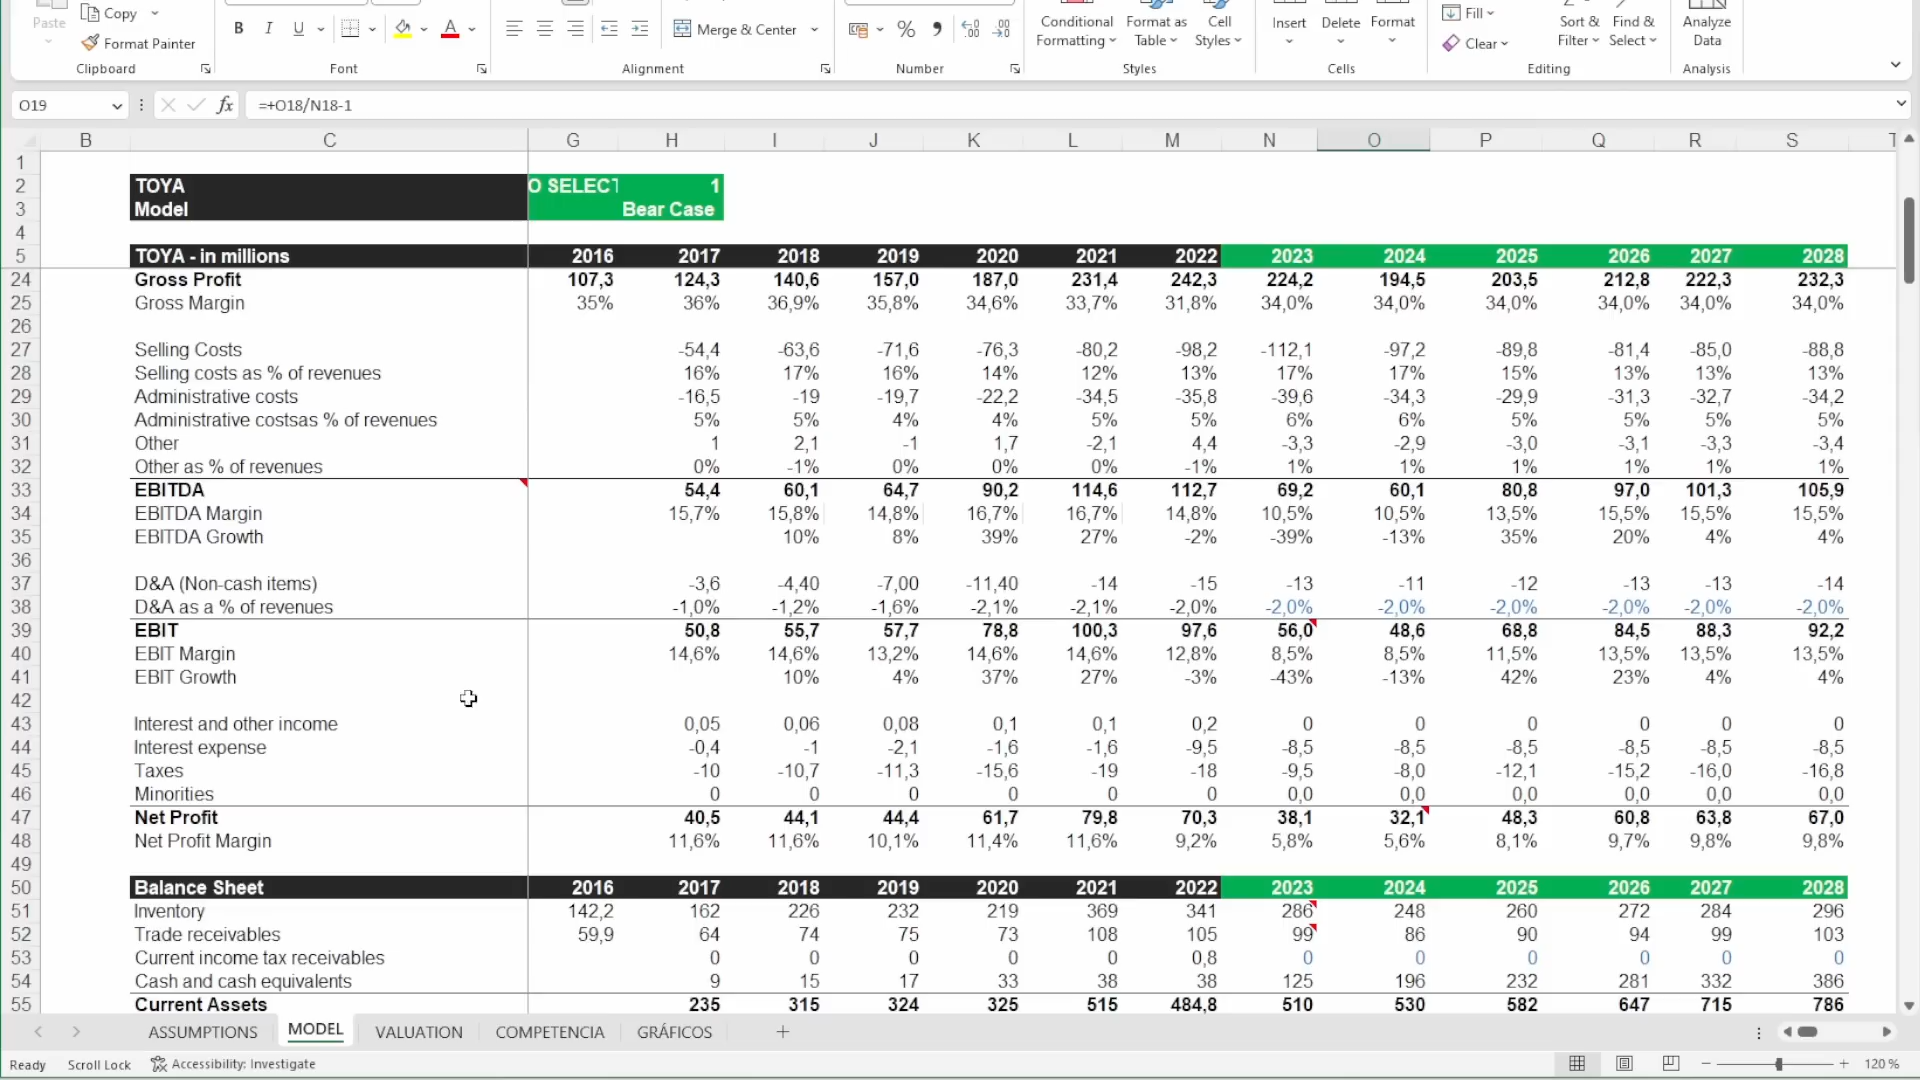 Paste
Copy
Format Painter
Clipboard
B I U A
Font
Merge & Center
Alignment
%
Number
Conditional Formatting
Format as Table
Cell Styles
Styles
Insert Delete Format
Cells
Fill
Clear
Sort & Filter
Find & Select
Editing
Analyze Data
Analysis
O19 fx =+O18/N18-1
B C G H I J K L M N O P Q R S
1
2 TOYA O SELECT 1
3 Model Bear Case
4
5 TOYA - in millions 2016 2017 2018 2019 2020 2021 2022 2023 2024 2025 2026 2027 2028
24 Gross Profit 107,3 124,3 140,6 157,0 187,0 231,4 242,3 224,2 194,5 203,5 212,8 222,3 232,3
25 Gross Margin 35% 36% 36,9% 35,8% 34,6% 33,7% 31,8% 34,0% 34,0% 34,0% 34,0% 34,0% 34,0%
26
27 Selling Costs -54,4 -63,6 -71,6 -76,3 -80,2 -98,2 -112,1 -97,2 -89,8 -81,4 -85,0 -88,8
28 Selling costs as % of revenues 16% 17% 16% 14% 12% 13% 17% 17% 15% 13% 13% 13%
29 Administrative costs -16,5 -19 -19,7 -22,2 -34,5 -35,8 -39,6 -34,3 -29,9 -31,3 -32,7 -34,2
30 Administrative costsas % of revenues 5% 5% 4% 4% 5% 5% 6% 6% 5% 5% 5% 5%
31 Other 1 2,1 -1 1,7 -2,1 4,4 -3,3 -2,9 -3,0 -3,1 -3,3 -3,4
32 Other as % of revenues 0% -1% 0% 0% 0% -1% 1% 1% 1% 1% 1% 1%
33 EBITDA 54,4 60,1 64,7 90,2 114,6 112,7 69,2 60,1 80,8 97,0 101,3 105,9
34 EBITDA Margin 15,7% 15,8% 14,8% 16,7% 16,7% 14,8% 10,5% 10,5% 13,5% 15,5% 15,5% 15,5%
35 EBITDA Growth 10% 8% 39% 27% -2% -39% -13% 35% 20% 4% 4%
36
37 D&A (Non-cash items) -3,6 -4,40 -7,00 -11,40 -14 -15 -13 -11 -12 -13 -13 -14
38 D&A as a % of revenues -1,0% -1,2% -1,6% -2,1% -2,1% -2,0% -2,0% -2,0% -2,0% -2,0% -2,0% -2,0%
39 EBIT 50,8 55,7 57,7 78,8 100,3 97,6 56,0 48,6 68,8 84,5 88,3 92,2
40 EBIT Margin 14,6% 14,6% 13,2% 14,6% 14,6% 12,8% 8,5% 8,5% 11,5% 13,5% 13,5% 13,5%
41 EBIT Growth 10% 4% 37% 27% -3% -43% -13% 42% 23% 4% 4%
42
43 Interest and other income 0,05 0,06 0,08 0,1 0,1 0,2 0 0 0 0 0 0
44 Interest expense -0,4 -1 -2,1 -1,6 -1,6 -9,5 -8,5 -8,5 -8,5 -8,5 -8,5 -8,5
45 Taxes -10 -10,7 -11,3 -15,6 -19 -18 -9,5 -8,0 -12,1 -15,2 -16,0 -16,8
46 Minorities 0 0 0 0 0 0 0,0 0,0 0,0 0,0 0,0 0,0
47 Net Profit 40,5 44,1 44,4 61,7 79,8 70,3 38,1 32,1 48,3 60,8 63,8 67,0
48 Net Profit Margin 11,6% 11,6% 10,1% 11,4% 11,6% 9,2% 5,8% 5,6% 8,1% 9,7% 9,8% 9,8%
49
50 Balance Sheet 2016 2017 2018 2019 2020 2021 2022 2023 2024 2025 2026 2027 2028
51 Inventory 142,2 162 226 232 219 369 341 286 248 260 272 284 296
52 Trade receivables 59,9 64 74 75 73 108 105 99 86 90 94 99 103
53 Current income tax receivables 0 0 0 0 0 0,8 0 0 0 0 0 0
54 Cash and cash equivalents 9 15 17 33 38 38 125 196 232 281 332 386
55 Current Assets 235 315 324 325 515 484,8 510 530 582 647 715 786
ASSUMPTIONS MODEL VALUATION COMPETENCIA GRÁFICOS +
Ready Scroll Lock Accessibility: Investigate 120 %